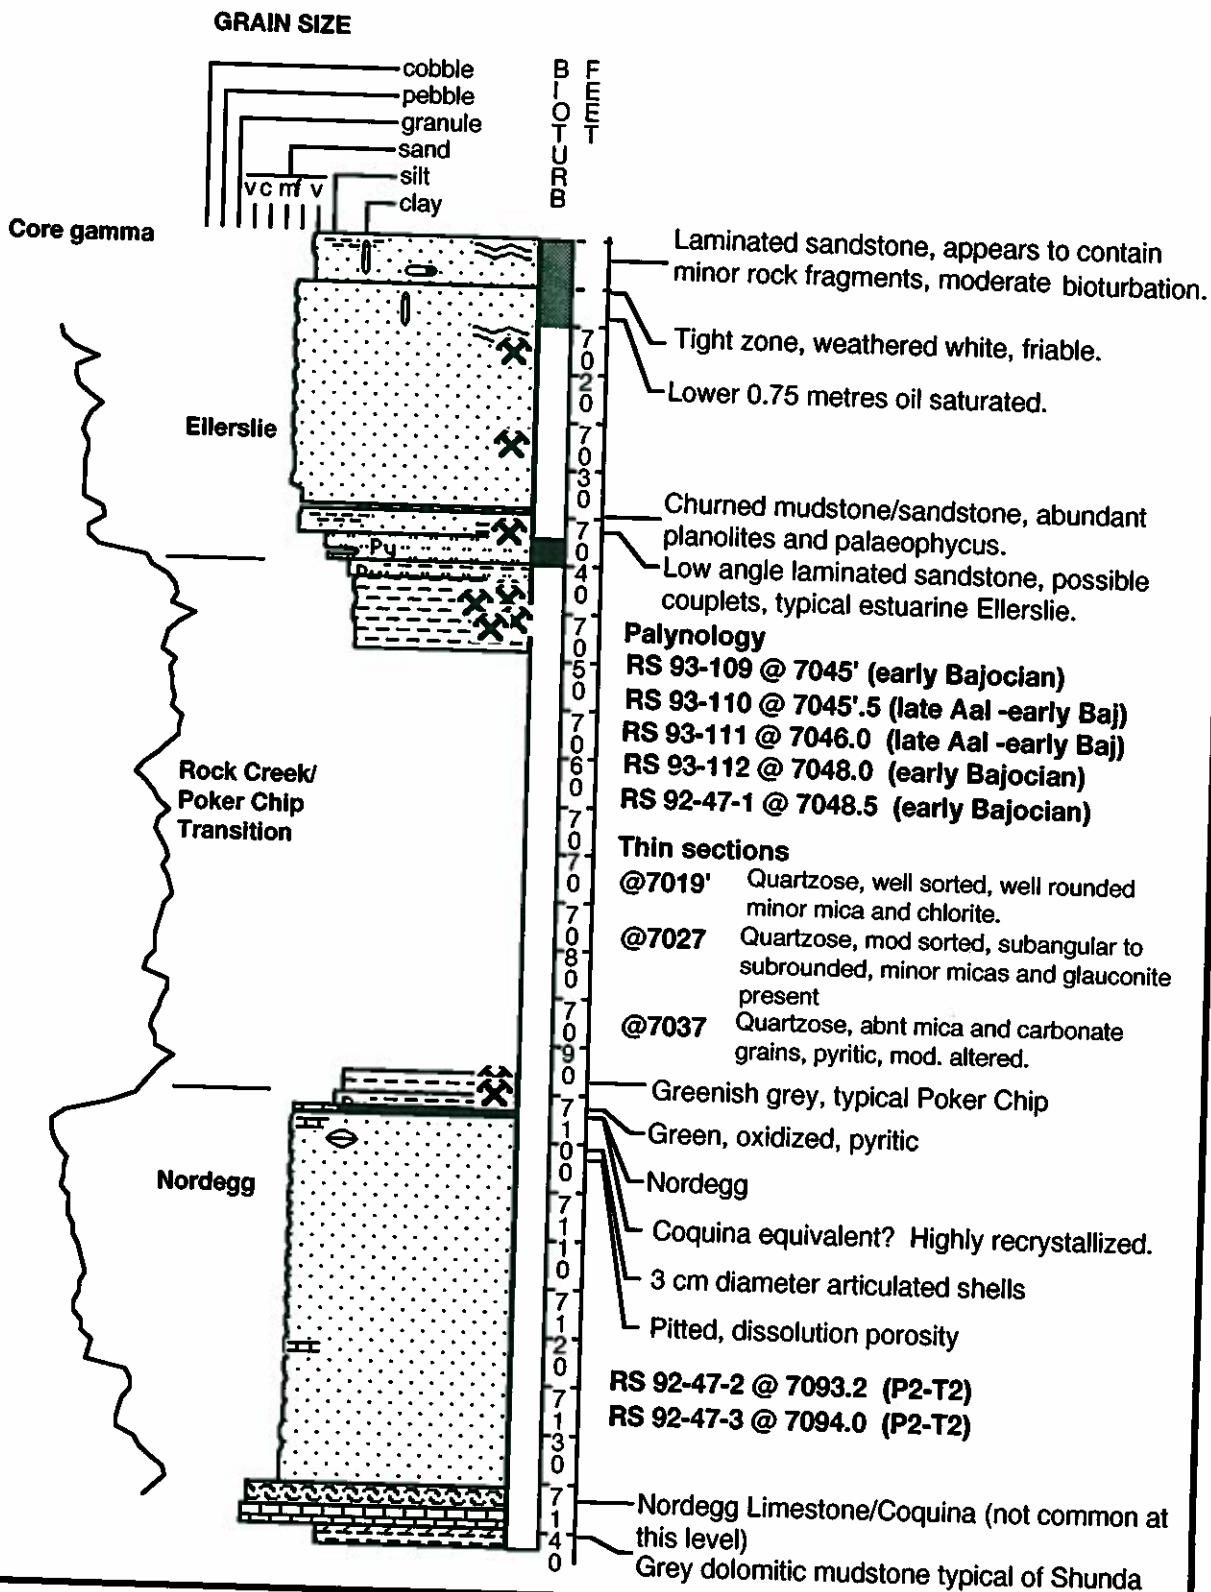 GRAIN SIZE
cobble
pebble
granule
sand
silt
clay
v c m f v
BIOTURB
FEET
Core gamma
Laminated sandstone, appears to contain
minor rock fragments, moderate bioturbation.
Tight zone, weathered white, friable.
Lower 0.75 metres oil saturated.
7020
Ellerslie
7030
Churned mudstone/sandstone, abundant
planolites and palaeophycus.
Py
7040
Low angle laminated sandstone, possible
couplets, typical estuarine Ellerslie.
7050
Palynology
RS 93-109 @ 7045' (early Bajocian)
RS 93-110 @ 7045'.5 (late Aal -early Baj)
RS 93-111 @ 7046.0 (late Aal -early Baj)
RS 93-112 @ 7048.0 (early Bajocian)
RS 92-47-1 @ 7048.5 (early Bajocian)
7060
Rock Creek/
Poker Chip
Transition
7070
Thin sections
@7019' Quartzose, well sorted, well rounded
minor mica and chlorite.
@7027 Quartzose, mod sorted, subangular to
subrounded, minor micas and glauconite
present
7080
@7037 Quartzose, abnt mica and carbonate
grains, pyritic, mod. altered.
7090
Greenish grey, typical Poker Chip
Green, oxidized, pyritic
7100
Nordegg
Nordegg
Coquina equivalent? Highly recrystallized.
7110
3 cm diameter articulated shells
Pitted, dissolution porosity
7120
RS 92-47-2 @ 7093.2 (P2-T2)
RS 92-47-3 @ 7094.0 (P2-T2)
7130
Nordegg Limestone/Coquina (not common at
this level)
7140
Grey dolomitic mudstone typical of Shunda